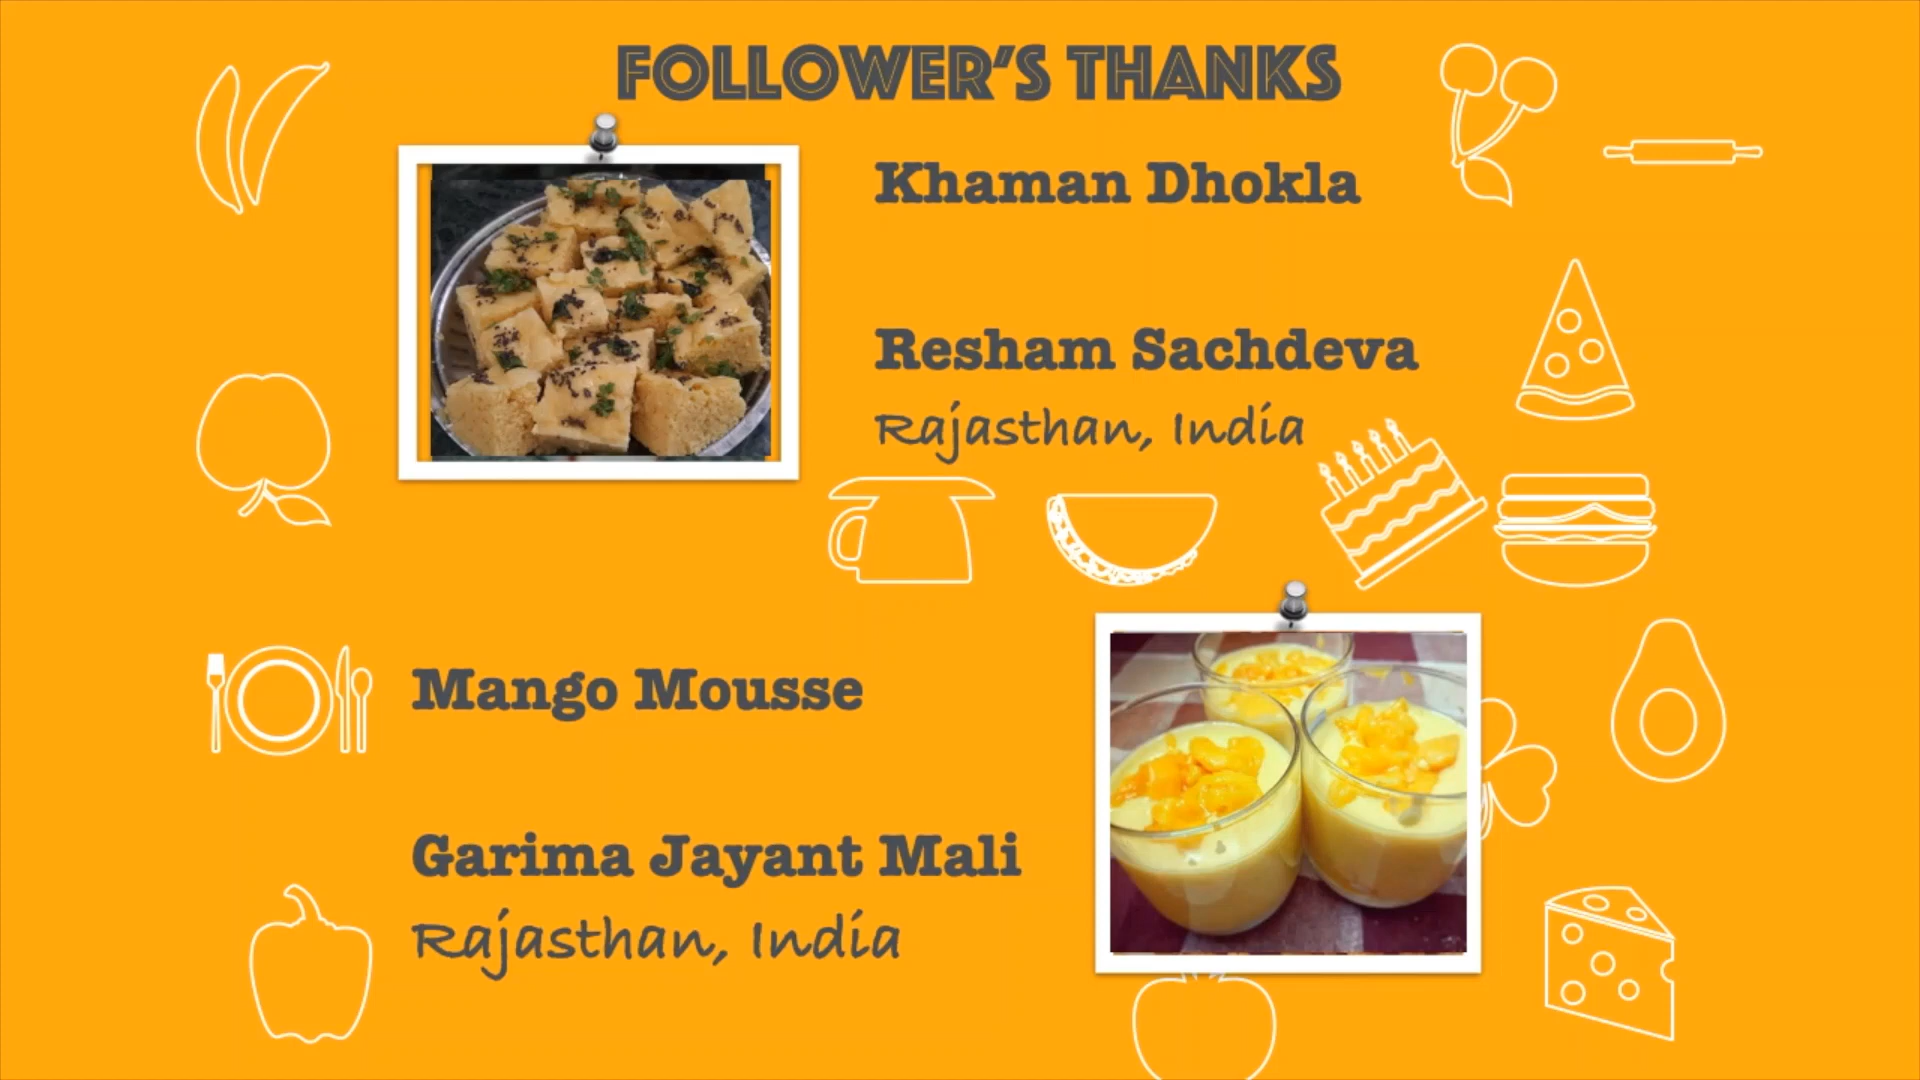 FOLLOWER'S THANKS
Khaman Dhokla
Resham Sachdeva
Rajasthan, India
Mango Mousse
Garima Jayant Mali
Rajasthan, India